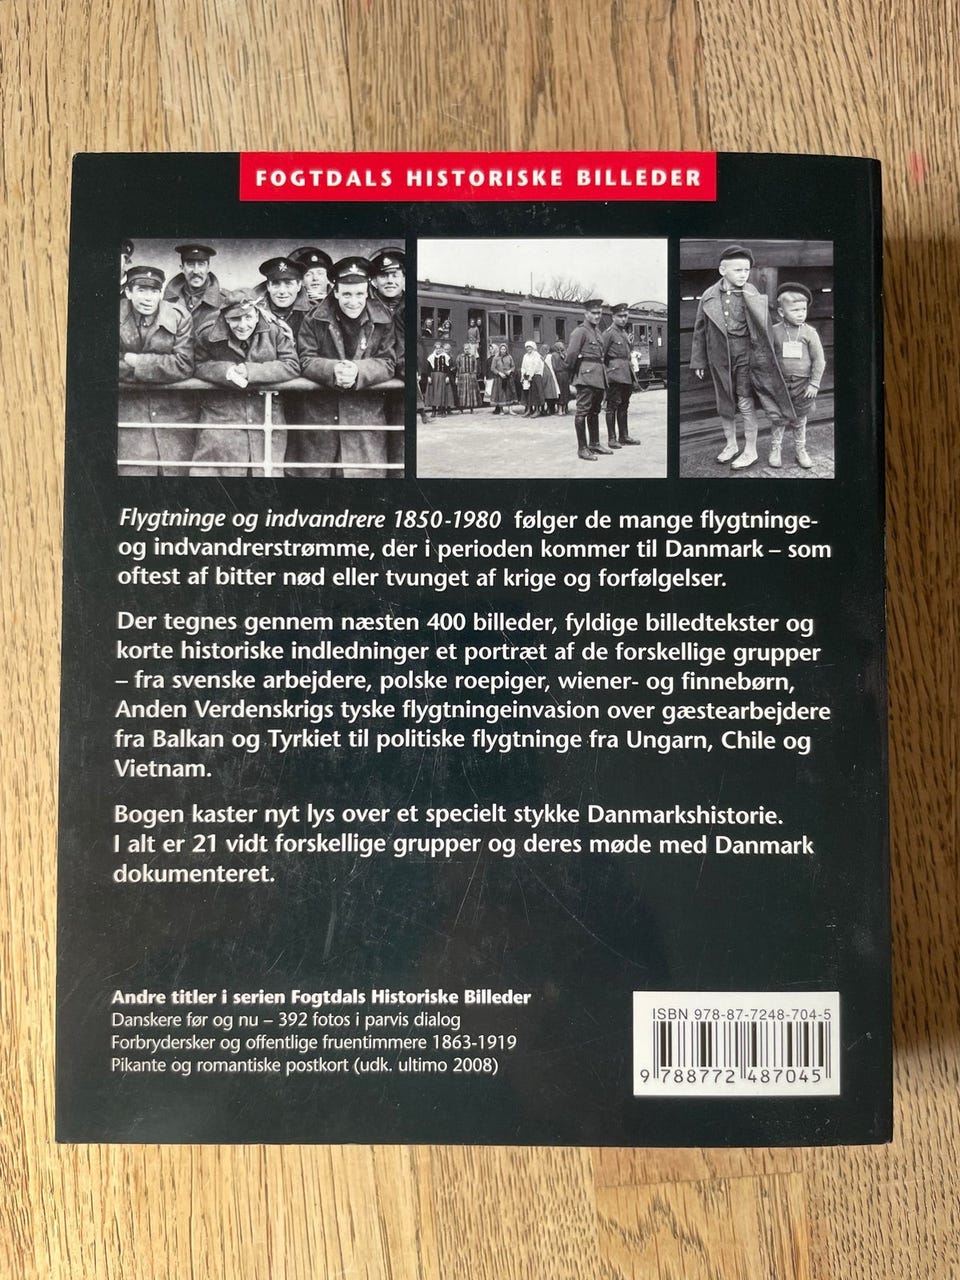 FOGTDALS HISTORISKE BILLEDER
Flygtninge og indvandrere 1850-1980 følger de mange flygtninge-
og indvandrerstrømme, der i perioden kommer til Danmark – som
oftest af bitter nød eller tvunget af krige og forfølgelser.
Der tegnes gennem næsten 400 billeder, fyldige billedtekster og
korte historiske indledninger et portræt af de forskellige grupper
– fra svenske arbejdere, polske roepiger, wiener- og finnebørn,
Anden Verdenskrigs tyske flygtningeinvasion over gæstearbejdere
fra Balkan og Tyrkiet til politiske flygtninge fra Ungarn, Chile og
Vietnam.
Bogen kaster nyt lys over et specielt stykke Danmarkshistorie.
I alt er 21 vidt forskellige grupper og deres møde med Danmark
dokumenteret.
Andre titler i serien Fogtdals Historiske Billeder
Danskere før og nu – 392 fotos i parvis dialog
Forbrydersker og offentlige fruentimmere 1863-1919
Pikante og romantiske postkort (udk. ultimo 2008)
ISBN 978-87-7248-704-5
9 788772 487045